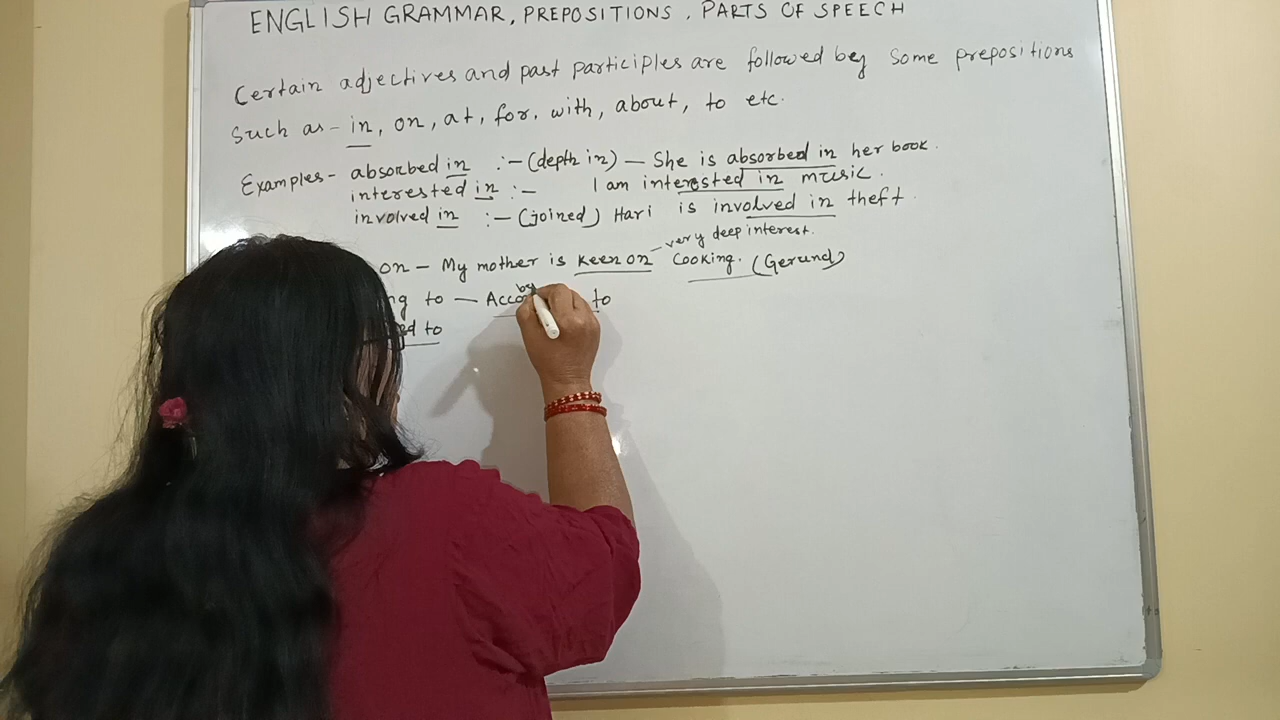 ENGLISH GRAMMAR, PREPOSITIONS, PARTS OF SPEECH
Certain adjectives and past participles are followed by some prepositions
Such as - in, on, at, for, with, about, to etc.
Examples - absorbed in :- (depth in) — She is absorbed in her book.
interested in :- I am interested in music.
involved in :- (joined) Hari is involved in theft.
very deep interest.
on - My mother is keen on cooking. (Gerund)
by
to — to
to